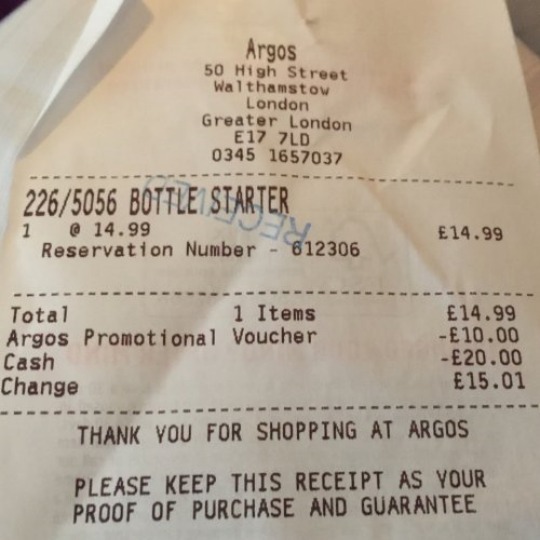 Argos
50 High Street
Walthamstow
London
Greater London
E17 7LD
0345 1657037
226/5056 BOTTLE STARTER
RECEIVED
1 @ 14.99 £14.99
Reservation Number - 612306
Total 1 Items £14.99
Argos Promotional Voucher -£10.00
Cash -£20.00
Change £15.01
THANK YOU FOR SHOPPING AT ARGOS
PLEASE KEEP THIS RECEIPT AS YOUR
PROOF OF PURCHASE AND GUARANTEE